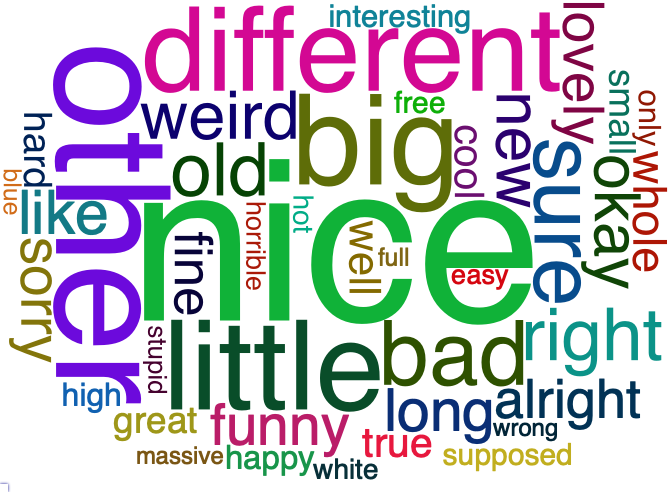 interesting
different
lovely
other
weird
big
free
new
cool
small
only
hard
old
sure
okay
whole
blue
like
nice
horrible
hot
well
full
fine
easy
sorry
little
bad
right
stupid
high
long
alright
great
funny
true
wrong
supposed
massive
happy
white